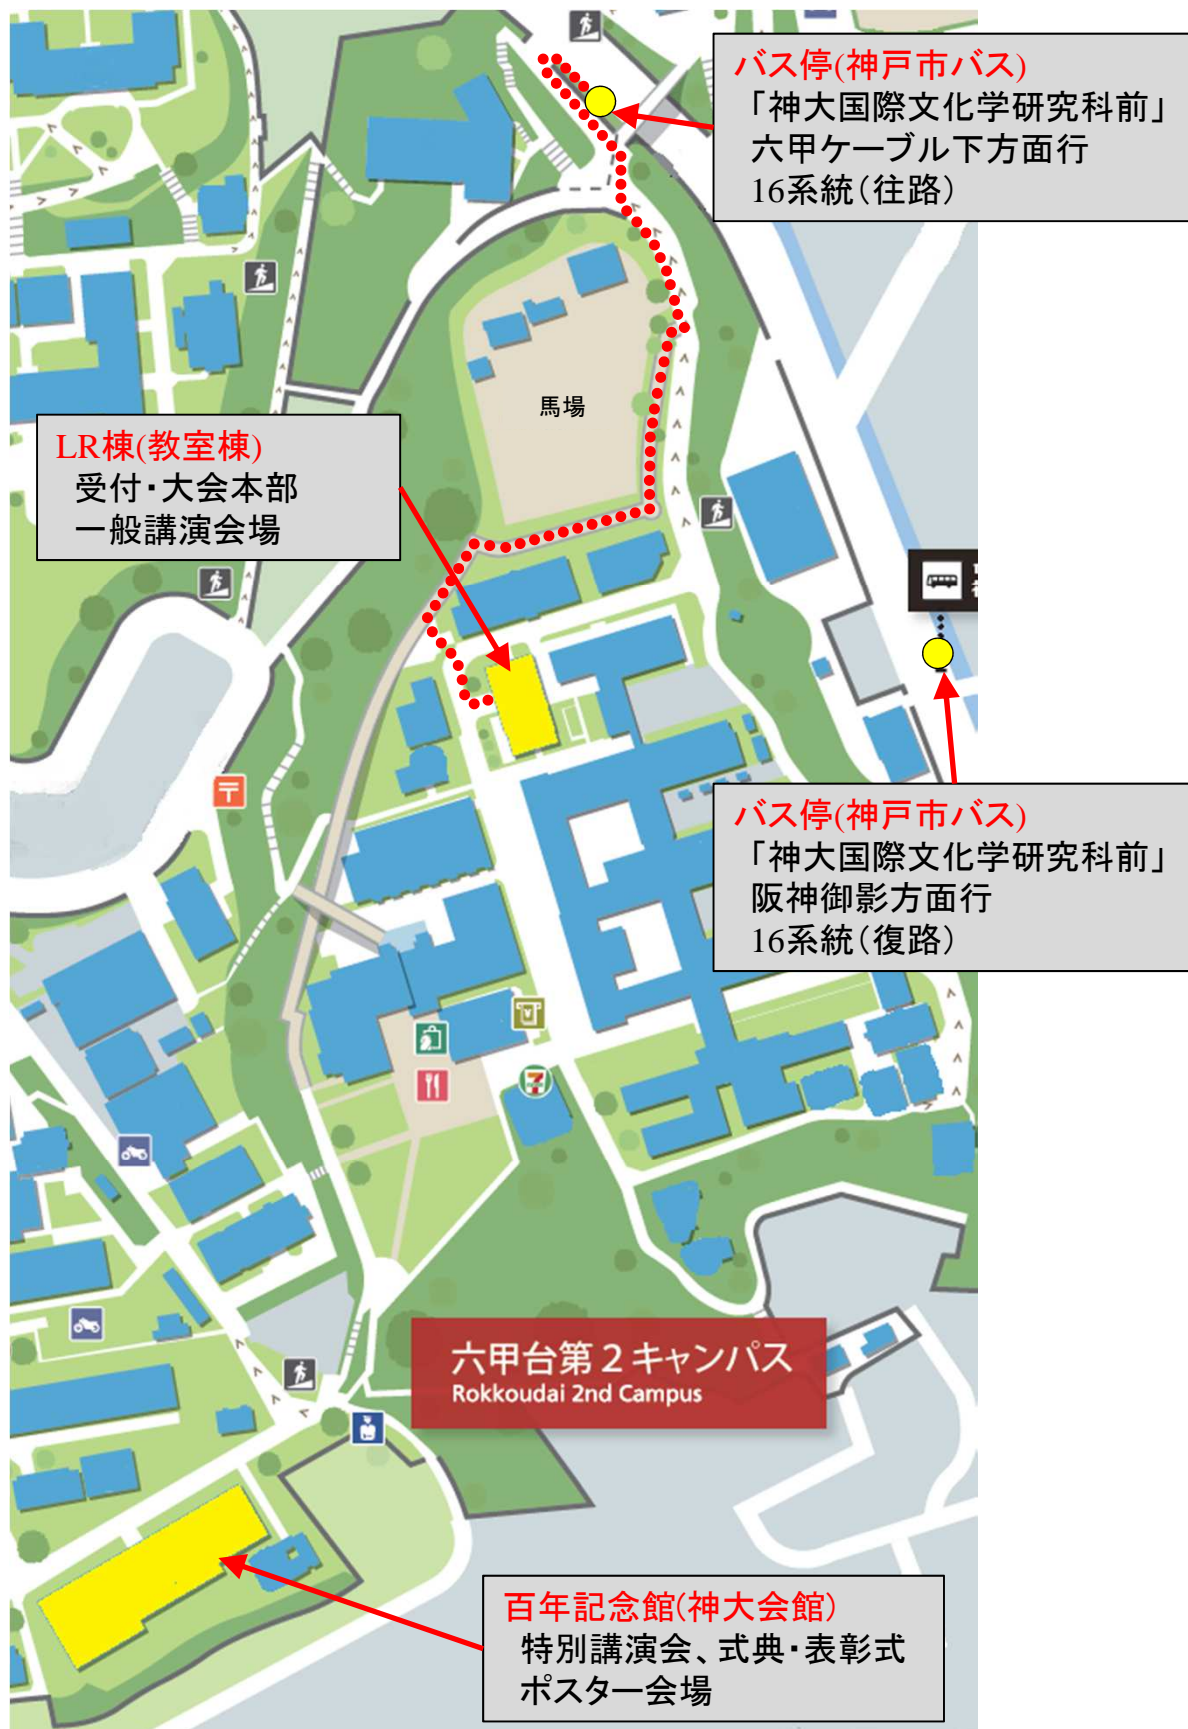 バス停(神戸市バス)
「神大国際文化学研究科前」
六甲ケーブル下方面行
16系統(往路)
馬場
LR棟(教室棟)
受付・大会本部
一般講演会場
バス停(神戸市バス)
「神大国際文化学研究科前」
阪神御影方面行
16系統(復路)
六甲台第2キャンパス
Rokkoudai 2nd Campus
百年記念館(神大会館)
特別講演会、式典・表彰式
ポスター会場